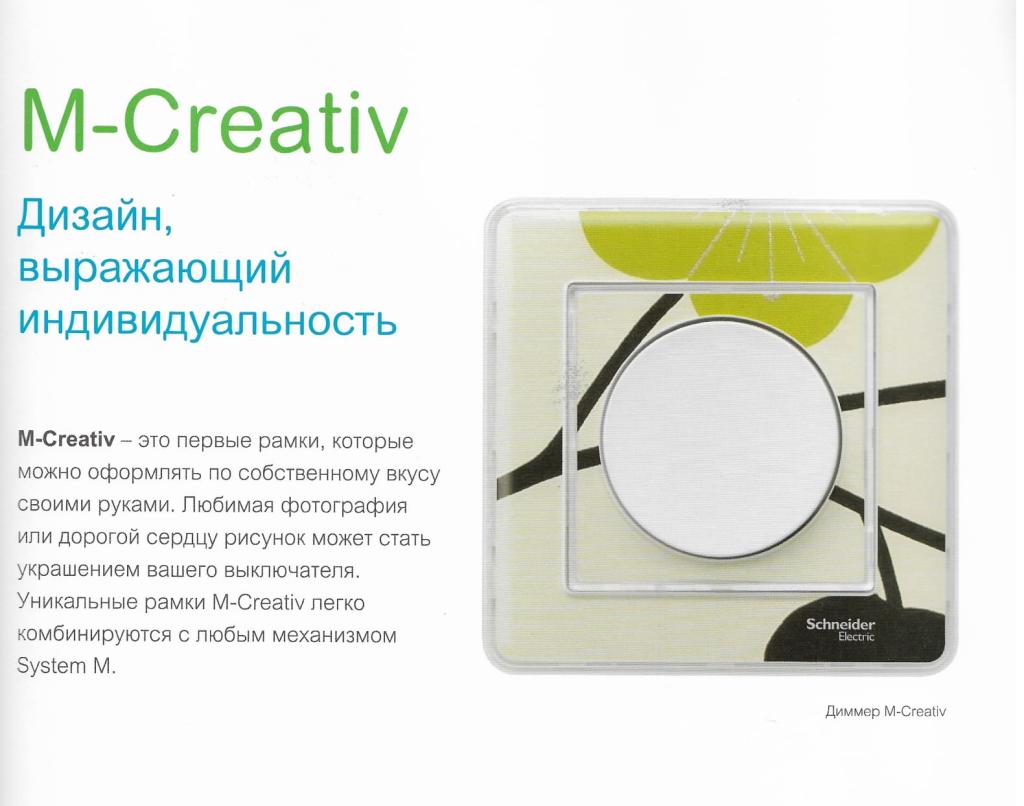 M-Creativ
Дизайн,
выражающий
индивидуальность
M-Creativ – это первые рамки, которые
можно оформлять по собственному вкусу
своими руками. Любимая фотография
или дорогой сердцу рисунок может стать
украшением вашего выключателя.
Уникальные рамки M-Creativ легко
комбинируются с любым механизмом
System M.
Schneider
Electric
Диммер M-Creativ